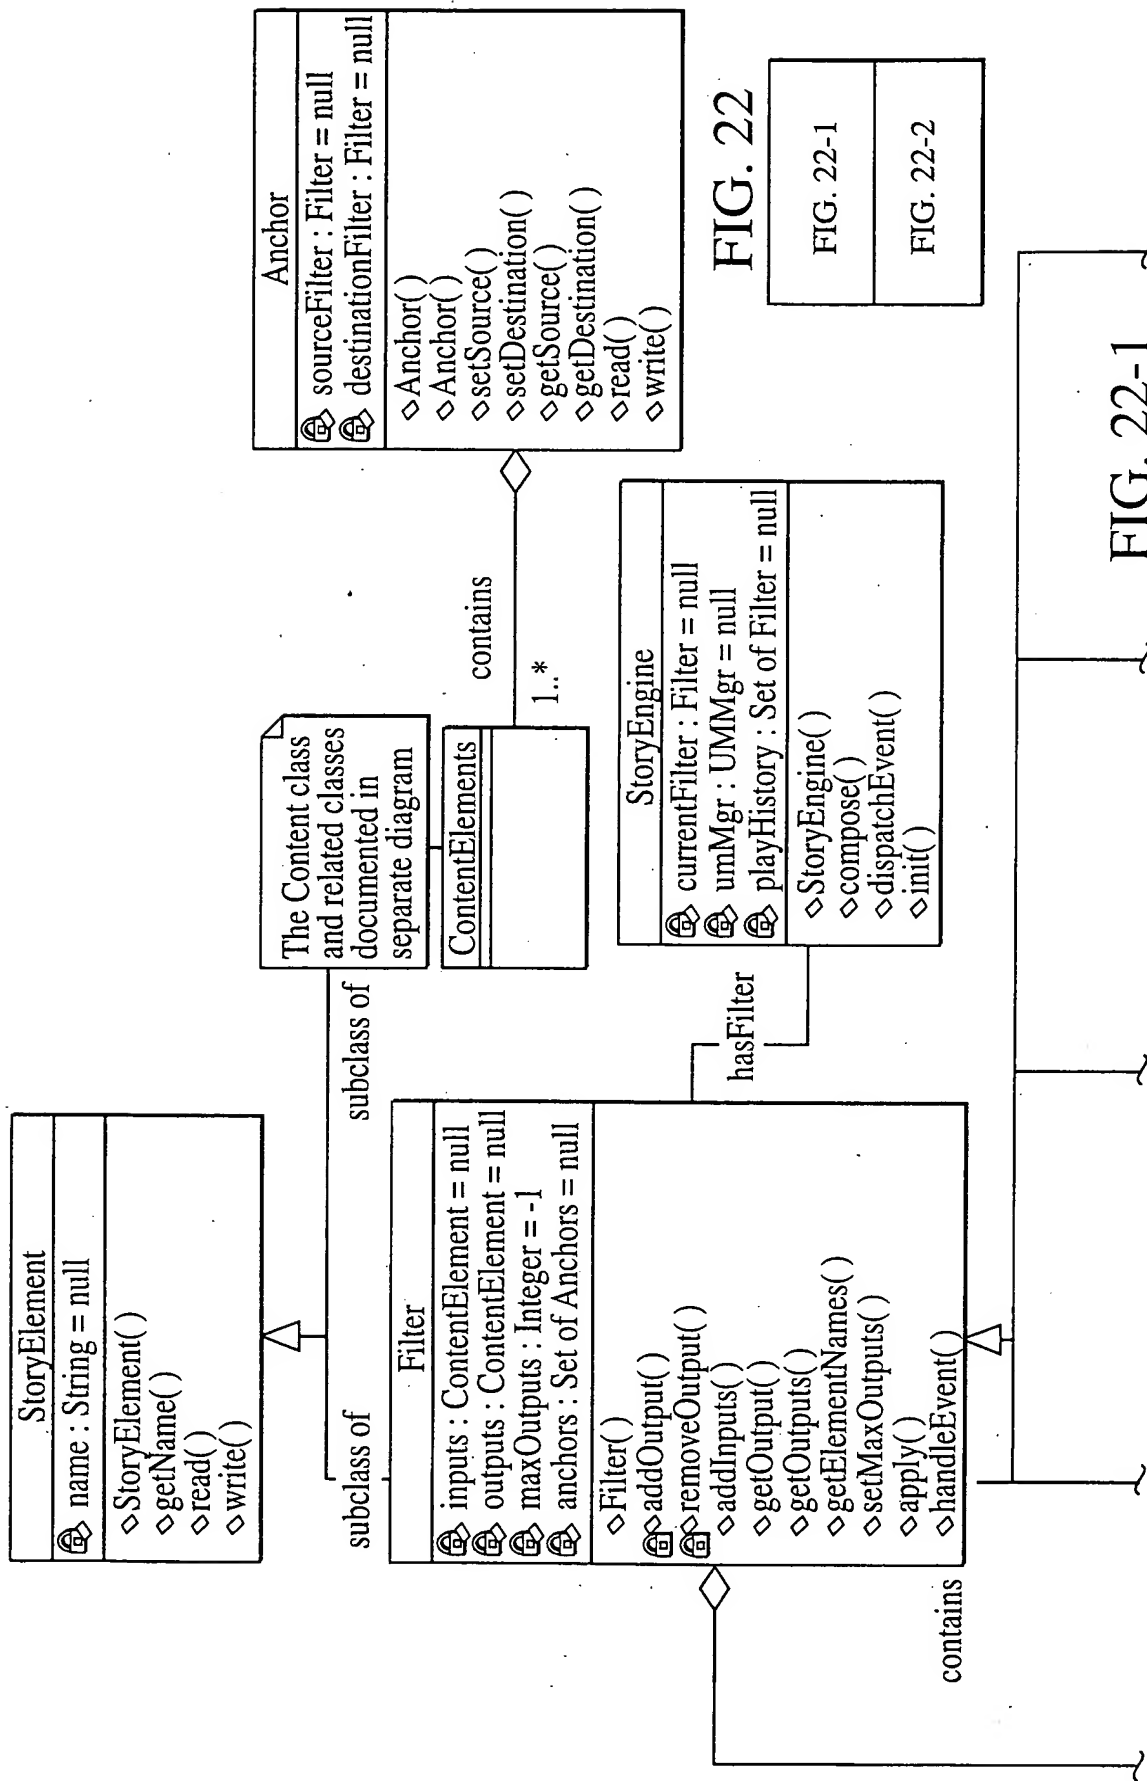 StoryElement
name : String = null
StoryElement( )
getName( )
read( )
write( )
subclass of
subclass of
The Content class
and related classes
documented in
separate diagram
ContentElements
1..*
contains
Anchor
sourceFilter : Filter = null
destinationFilter : Filter = null
Anchor( )
Anchor( )
setSource( )
setDestination( )
getSource( )
getDestination( )
read( )
write( )
Filter
inputs : ContentElement = null
outputs : ContentElement = null
maxOutputs : Integer = -1
anchors : Set of Anchors = null
Filter( )
addOutput( )
removeOutput( )
addInputs( )
getOutput( )
getOutputs( )
getElementNames( )
setMaxOutputs( )
apply( )
handleEvent( )
contains
hasFilter
StoryEngine
currentFilter : Filter = null
umMgr : UMMgr = null
playHistory : Set of Filter = null
StoryEngine( )
compose( )
dispatchEvent( )
init( )
FIG. 22
FIG. 22-1
FIG. 22-2
FIG. 22-1